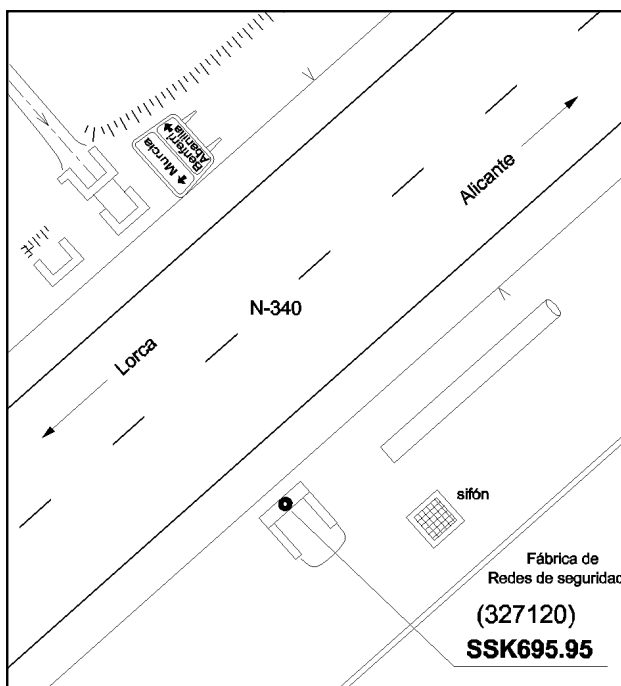 Benferri
Abanilla
Murcia
Alicante
N-340
Lorca
sifón
Fábrica de
Redes de seguridad
(327120)
SSK695.95